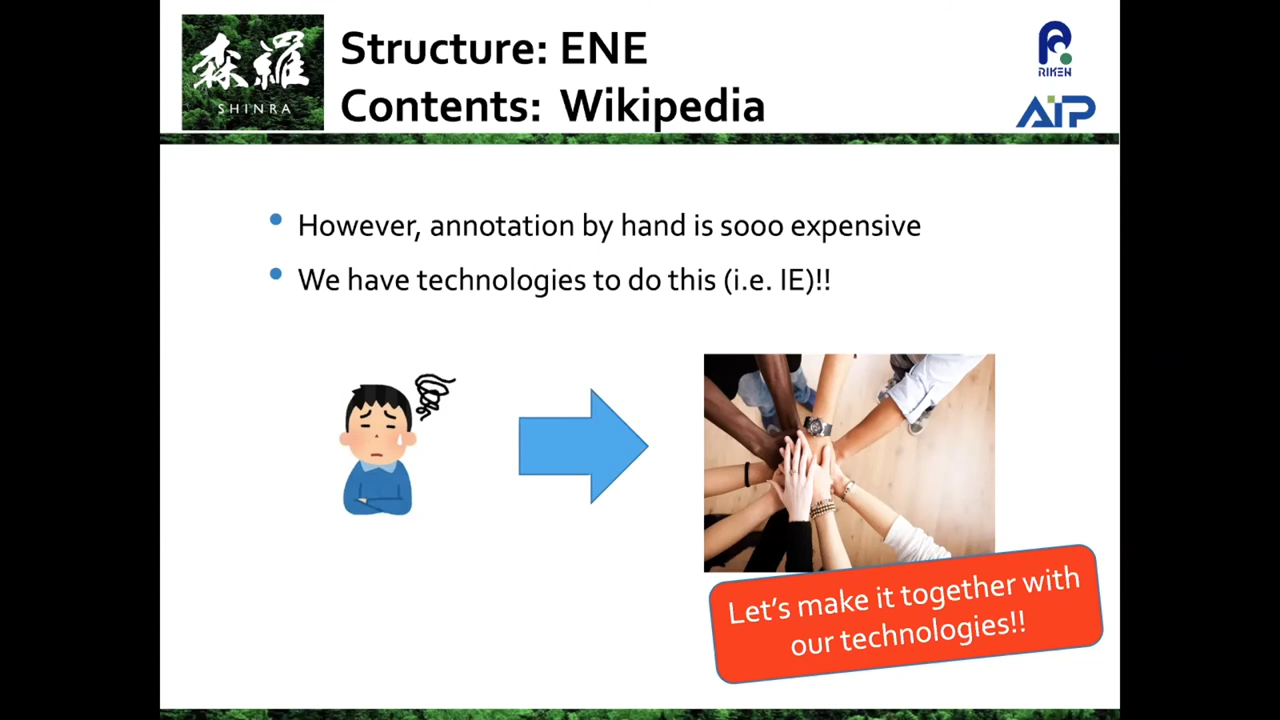 森羅
SHINRA
Structure: ENE
Contents: Wikipedia
RIKEN
AIP
• However, annotation by hand is sooo expensive
• We have technologies to do this (i.e. IE)!!
Let's make it together with
our technologies!!